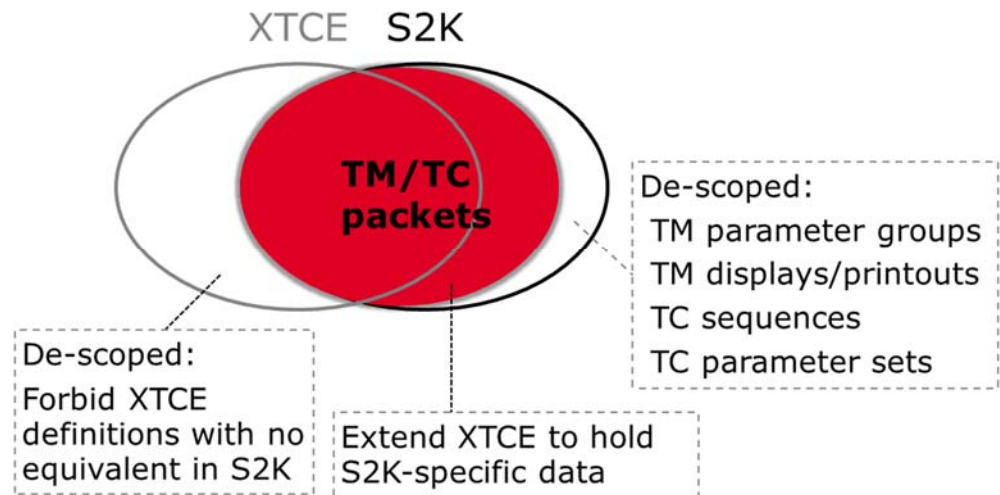 XTCE S2K
TM/TC
packets
De-scoped:
TM parameter groups
TM displays/printouts
TC sequences
TC parameter sets
De-scoped:
Forbid XTCE
definitions with no
equivalent in S2K
Extend XTCE to hold
S2K-specific data